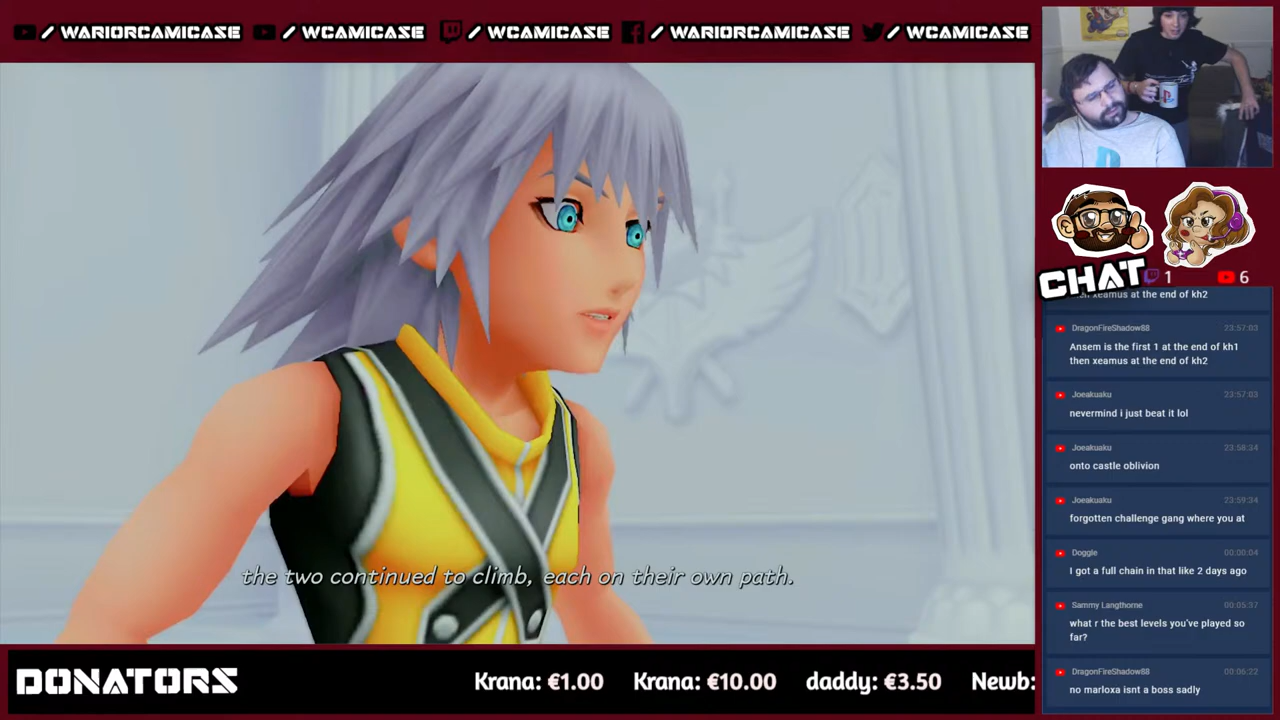 / WARIORCAMICASE / WCAMICASE / WCAMICASE / WARIORCAMICASE / WCAMICASE
CHAT 1 6
then xeamus at the end of kh2
DragonFireShadow88 23:57:03
Ansem is the first 1 at the end of kh1
then xeamus at the end of kh2
Joeakuaku 23:57:03
nevermind i just beat it lol
Joeakuaku 23:58:34
onto castle oblivion
Joeakuaku 23:59:34
forgotten challenge gang where you at
Doggle 00:00:04
I got a full chain in that like 2 days ago
Sammy Langthorne 00:05:37
what r the best levels you've played so
far?
DragonFireShadow88 00:06:22
no marloxa isnt a boss sadly
the two continued to climb, each on their own path.
DONATORS Krana: €1.00 Krana: €10.00 daddy: €3.50 Newb: